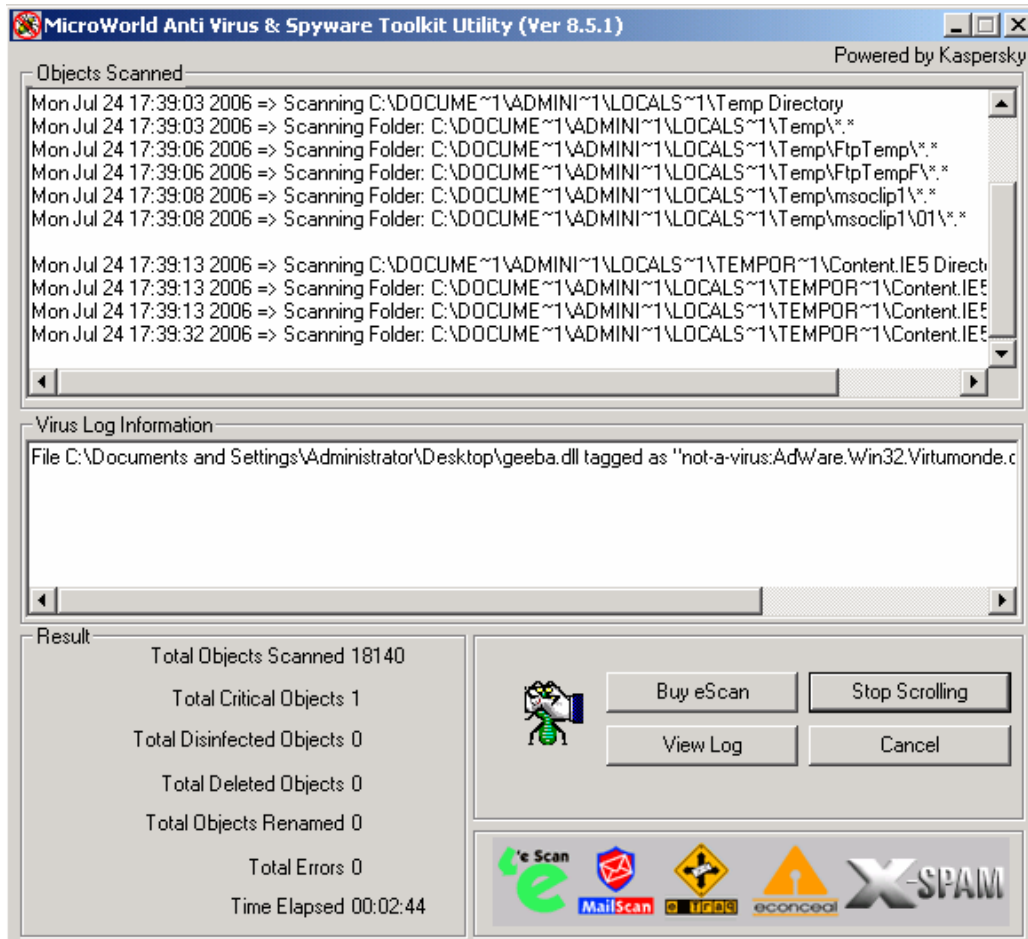 MicroWorld Anti Virus & Spyware Toolkit Utility (Ver 8.5.1)
Powered by Kaspersky
Objects Scanned
Mon Jul 24 17:39:03 2006 => Scanning C:\DOCUME~1\ADMINI~1\LOCALS~1\Temp Directory
Mon Jul 24 17:39:03 2006 => Scanning Folder: C:\DOCUME~1\ADMINI~1\LOCALS~1\Temp\*.*
Mon Jul 24 17:39:06 2006 => Scanning Folder: C:\DOCUME~1\ADMINI~1\LOCALS~1\Temp\FtpTemp\*.*
Mon Jul 24 17:39:06 2006 => Scanning Folder: C:\DOCUME~1\ADMINI~1\LOCALS~1\Temp\FtpTempF\*.*
Mon Jul 24 17:39:08 2006 => Scanning Folder: C:\DOCUME~1\ADMINI~1\LOCALS~1\Temp\msoclip1\*.*
Mon Jul 24 17:39:08 2006 => Scanning Folder: C:\DOCUME~1\ADMINI~1\LOCALS~1\Temp\msoclip1\01\*.*
Mon Jul 24 17:39:13 2006 => Scanning C:\DOCUME~1\ADMINI~1\LOCALS~1\TEMPOR~1\Content.IE5 Direct
Mon Jul 24 17:39:13 2006 => Scanning Folder: C:\DOCUME~1\ADMINI~1\LOCALS~1\TEMPOR~1\Content.IE5
Mon Jul 24 17:39:13 2006 => Scanning Folder: C:\DOCUME~1\ADMINI~1\LOCALS~1\TEMPOR~1\Content.IE5
Mon Jul 24 17:39:32 2006 => Scanning Folder: C:\DOCUME~1\ADMINI~1\LOCALS~1\TEMPOR~1\Content.IE5
Virus Log Information
File C:\Documents and Settings\Administrator\Desktop\geeba.dll tagged as "not-a-virus:AdWare.Win32.Virtumonde.
Result
Total Objects Scanned 18140
Total Critical Objects 1
Total Disinfected Objects 0
Total Deleted Objects 0
Total Objects Renamed 0
Total Errors 0
Time Elapsed 00:02:44
Buy eScan
Stop Scrolling
View Log
Cancel
e Scan
MailScan
econceal
X-SPAM